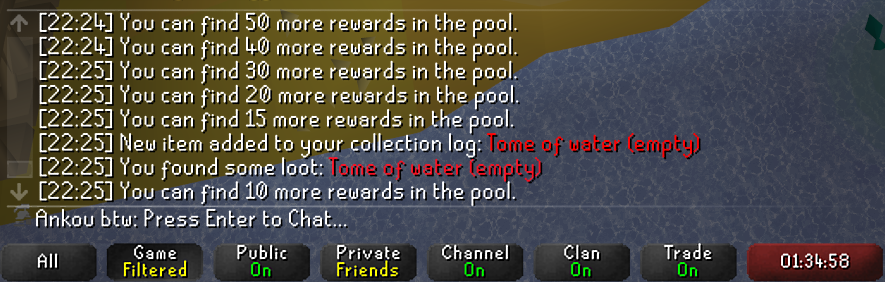 [22:24] You can find 50 more rewards in the pool.
[22:24] You can find 40 more rewards in the pool.
[22:25] You can find 30 more rewards in the pool.
[22:25] You can find 20 more rewards in the pool.
[22:25] You can find 15 more rewards in the pool.
[22:25] New item added to your collection log: Tome of water (empty)
[22:25] You found some loot: Tome of water (empty)
[22:25] You can find 10 more rewards in the pool.
Ankou btw: Press Enter to Chat...
All Game Public Private Channel Clan Trade 01:34:58
Filtered On Friends On On On